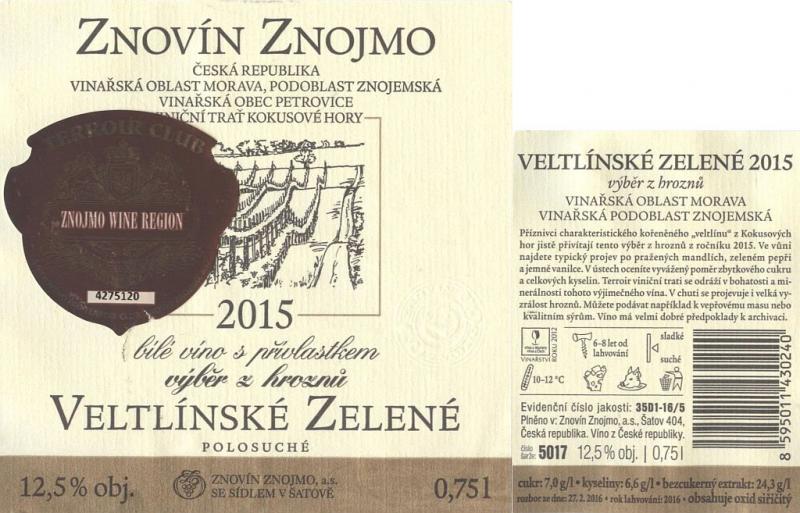 ZNOVÍN ZNOJMO
ČESKÁ REPUBLIKA
VINAŘSKÁ OBLAST MORAVA, PODOBLAST ZNOJEMSKÁ
VINAŘSKÁ OBEC PETROVICE
VINIČNÍ TRAŤ KOKUSOVÉ HORY
TERROIR CLUB
ZNOJMO WINE REGION
4275120
2015
bílé víno s přívlastkem
výběr z hroznů
VELTLÍNSKÉ ZELENÉ
POLOSUCHÉ
12,5% obj.
ZNOVÍN ZNOJMO, a.s.
SE SÍDLEM V ŠATOVĚ
0,75l
VELTLÍNSKÉ ZELENÉ 2015
výběr z hroznů
VINAŘSKÁ OBLAST MORAVA
VINAŘSKÁ PODOBLAST ZNOJEMSKÁ
Příznivci charakteristického kořeněného „veltlínu" z Kokusových
hor jistě přivítají tento výběr z hroznů z ročníku 2015. Ve vůni
najdete typický projev po pražených mandlích, zeleném pepři
a jemné vanilce. V ústech oceníte vyvážený poměr zbytkového cukru
a celkových kyselin. Terroir viniční trati se odráží v bohatosti a mi-
nerálnosti tohoto výjimečného vína. V chuti se projevuje i velká vy-
zrálost hroznů. Můžete podávat například k vepřovému masu nebo
kvalitním sýrům. Víno má velmi dobré předpoklady k archivaci.
VINAŘSTVÍ
ROKU 2012
6-8 let od
lahvování
sladké
suché
10-12 °C
Evidenční číslo jakosti: 35D1-16/5
Plněno v: Znovín Znojmo, a.s., Šatov 404,
Česká republika. Víno z České republiky.
číslo
šarže: 5017 12,5% obj. | 0,75 l
8 595011 430240
cukr: 7,0 g/l • kyseliny: 6,6 g/l • bezcukerný extrakt: 24,3 g/l
rozbor ze dne: 27. 2. 2016 • rok lahvování: 2016 • obsahuje oxid siřičitý